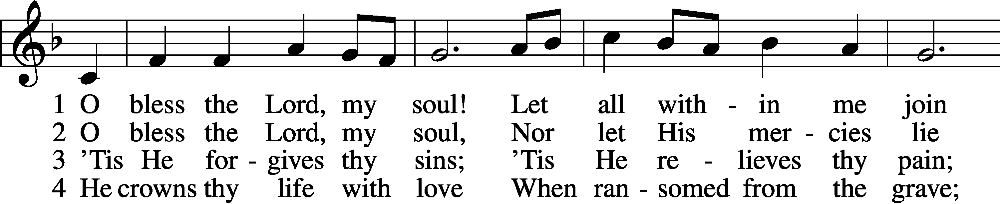 1 O bless the Lord, my soul! Let all with - in me join
2 O bless the Lord, my soul, Nor let His mer - cies lie
3 ’Tis He for - gives thy sins; ’Tis He re - lieves thy pain;
4 He crowns thy life with love When ran - somed from the grave;